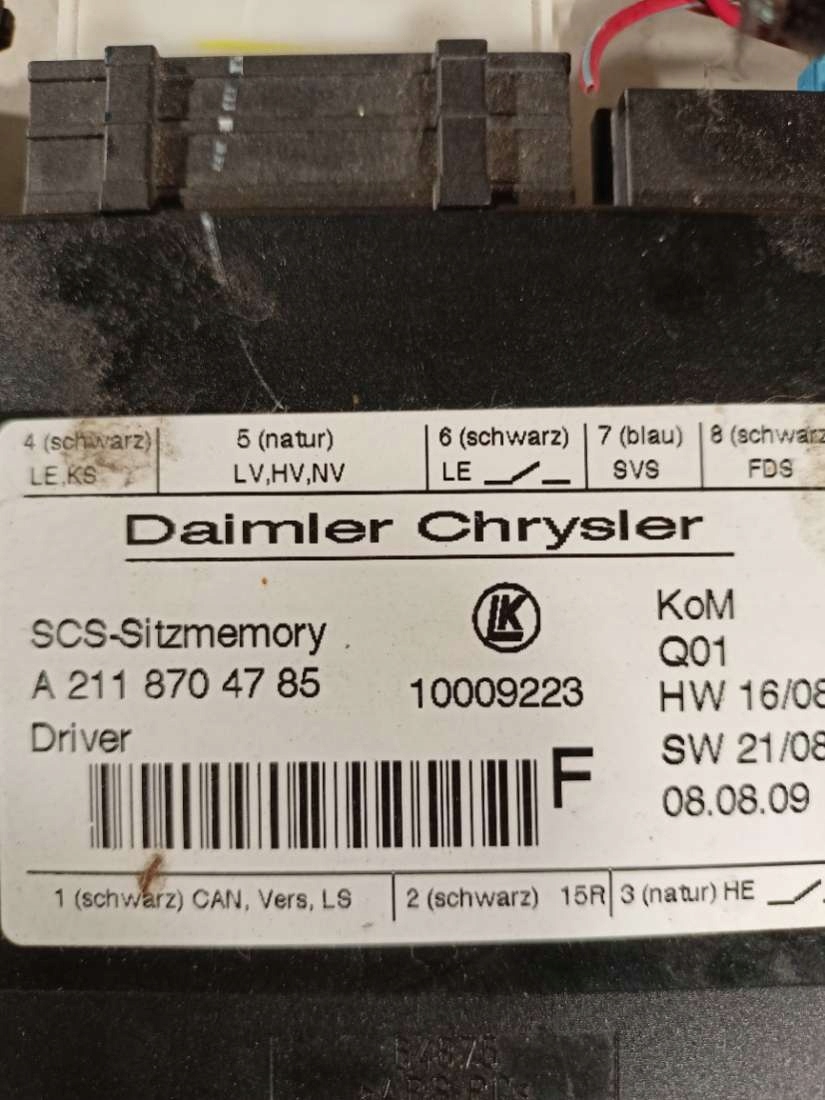 4 (schwarz)
LE,KS
5 (natur)
LV,HV,NV
6 (schwarz)
LE
7 (blau)
SVS
8 (schwarz
FDS
Daimler Chrysler
SCS-Sitzmemory
A 211 870 47 85
Driver
LK
10009223
KoM
Q01
HW 16/08
SW 21/08
08.08.09
F
1 (schwarz) CAN, Vers, LS
2 (schwarz) 15R
3 (natur) HE